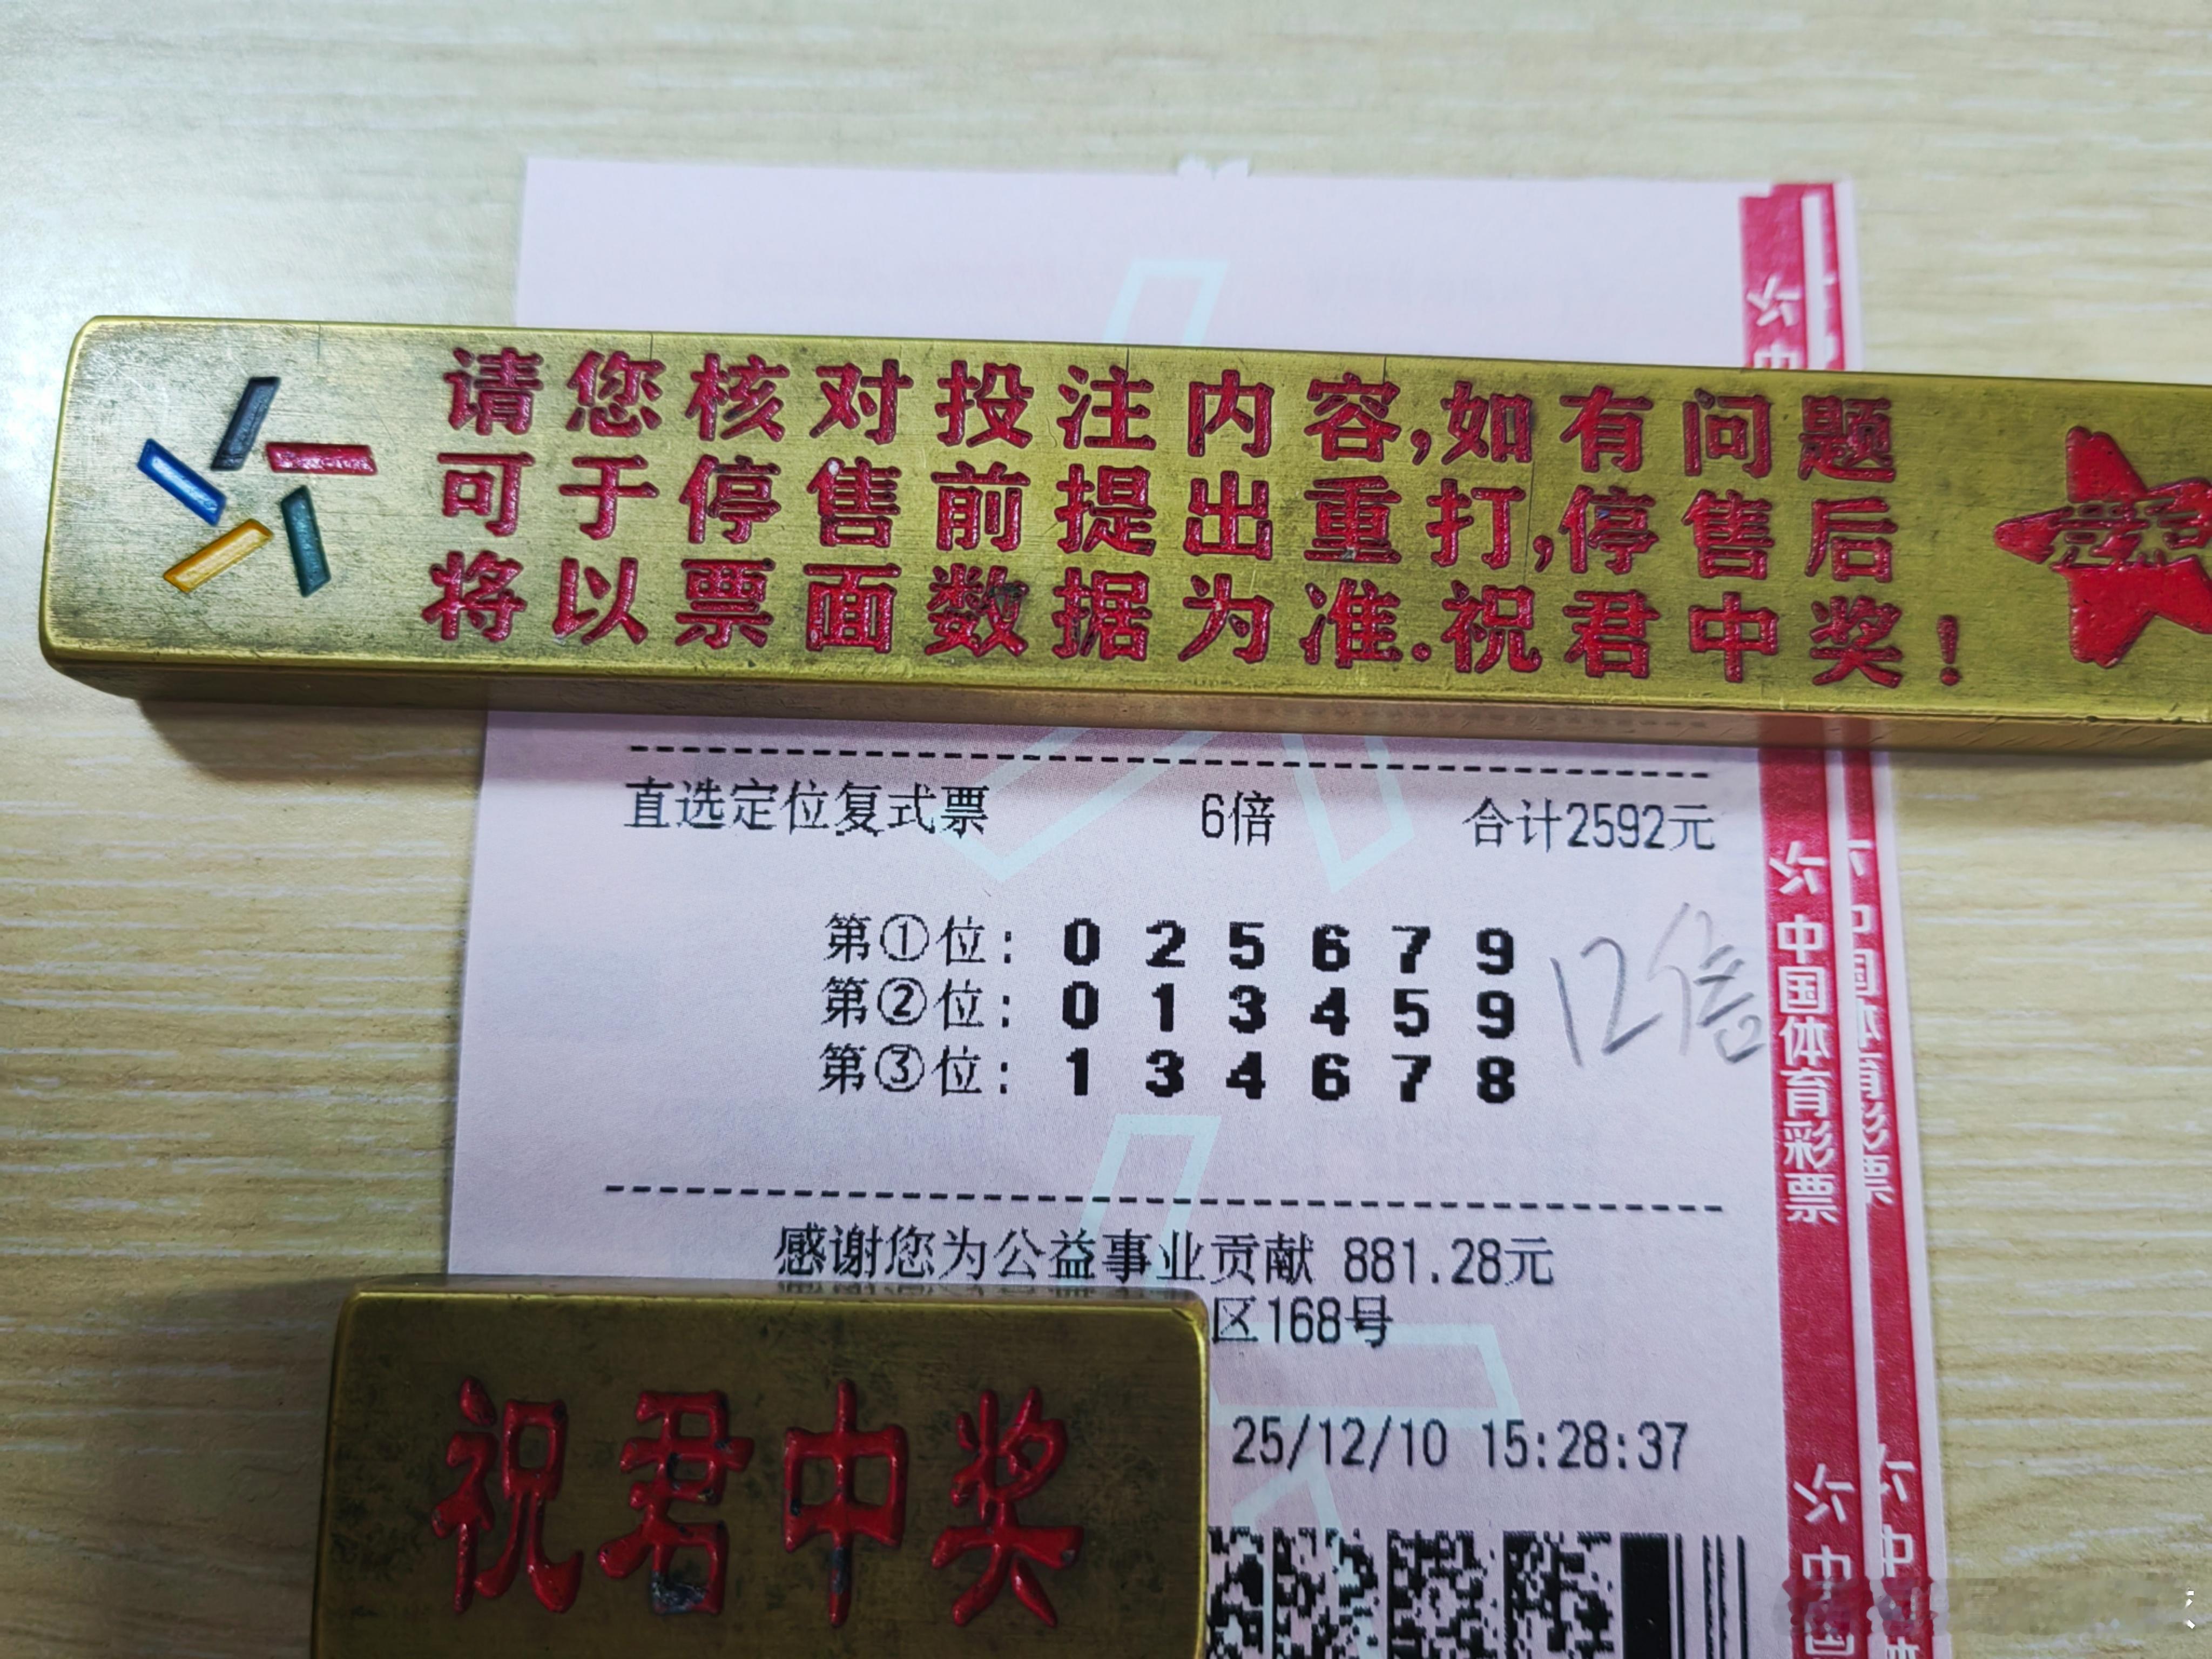 请您核对投注内容,如有问题
可于停售前提出重打,停售后
将以票面数据为准.祝君中奖!
直选定位复式票 6倍 合计2592元
第①位: 0 2 5 6 7 9
第②位: 0 1 3 4 5 9
第③位: 1 3 4 6 7 8
12倍
感谢您为公益事业贡献 881.28元
区168号
25/12/10 15:28:37
祝君中奖
中国体育彩票
中国体育彩票
中国
中国体